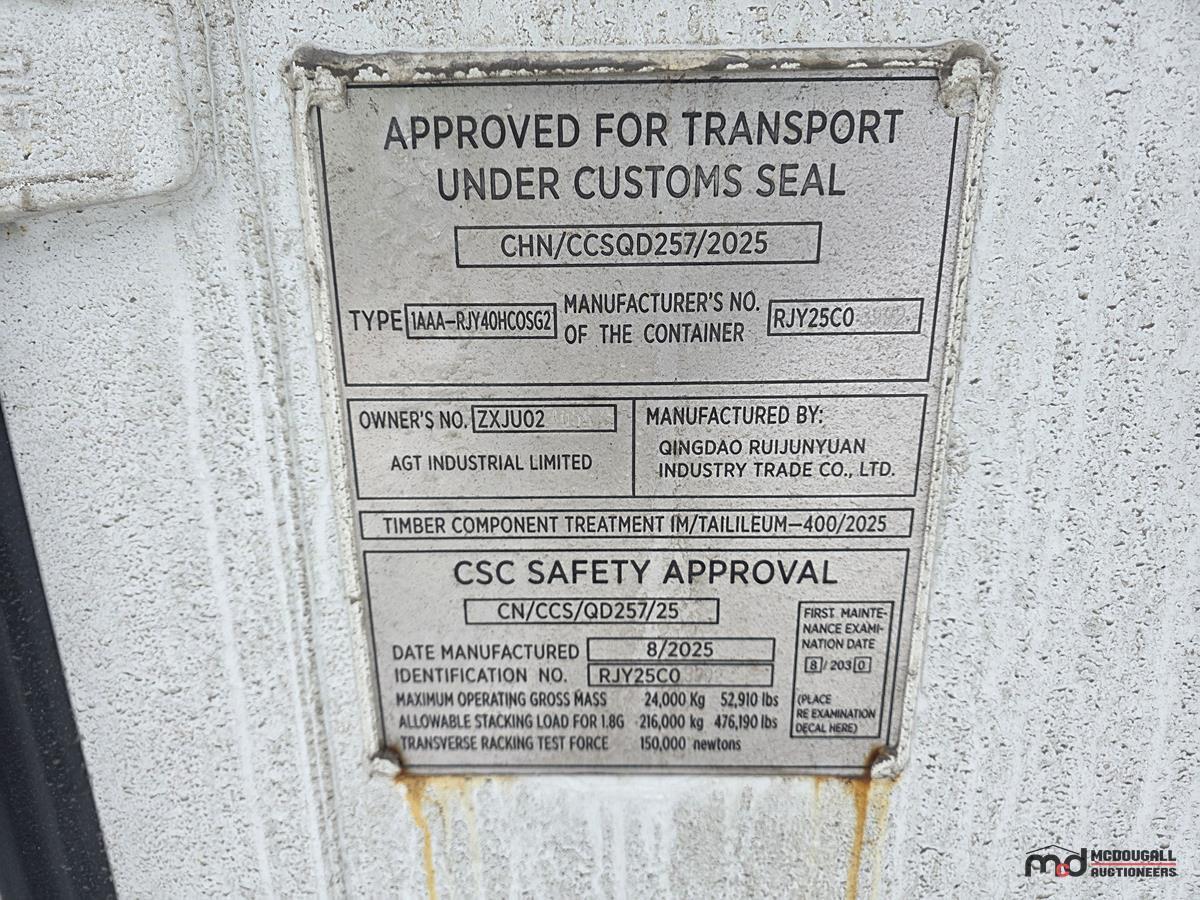 APPROVED FOR TRANSPORT
UNDER CUSTOMS SEAL
CHN/CCSQD257/2025
TYPE 1AAA-RJY40HCOSG2 MANUFACTURER'S NO. OF THE CONTAINER RJY25C0
OWNER'S NO. ZXJU02
AGT INDUSTRIAL LIMITED
MANUFACTURED BY:
QINGDAO RUIJUNYUAN
INDUSTRY TRADE CO., LTD.
TIMBER COMPONENT TREATMENT IM/TAILILEUM-400/2025
CSC SAFETY APPROVAL
CN/CCS/QD257/25
DATE MANUFACTURED 8/2025
IDENTIFICATION NO. RJY25C0
MAXIMUM OPERATING GROSS MASS 24,000 Kg 52,910 lbs
ALLOWABLE STACKING LOAD FOR 1.8G 216,000 kg 476,190 lbs
TRANSVERSE RACKING TEST FORCE 150,000 newtons
FIRST MAINTE-
NANCE EXAMI-
NATION DATE
8/2030
(PLACE
RE EXAMINATION
DECAL HERE)
mcd MCDOUGALL
AUCTIONEERS